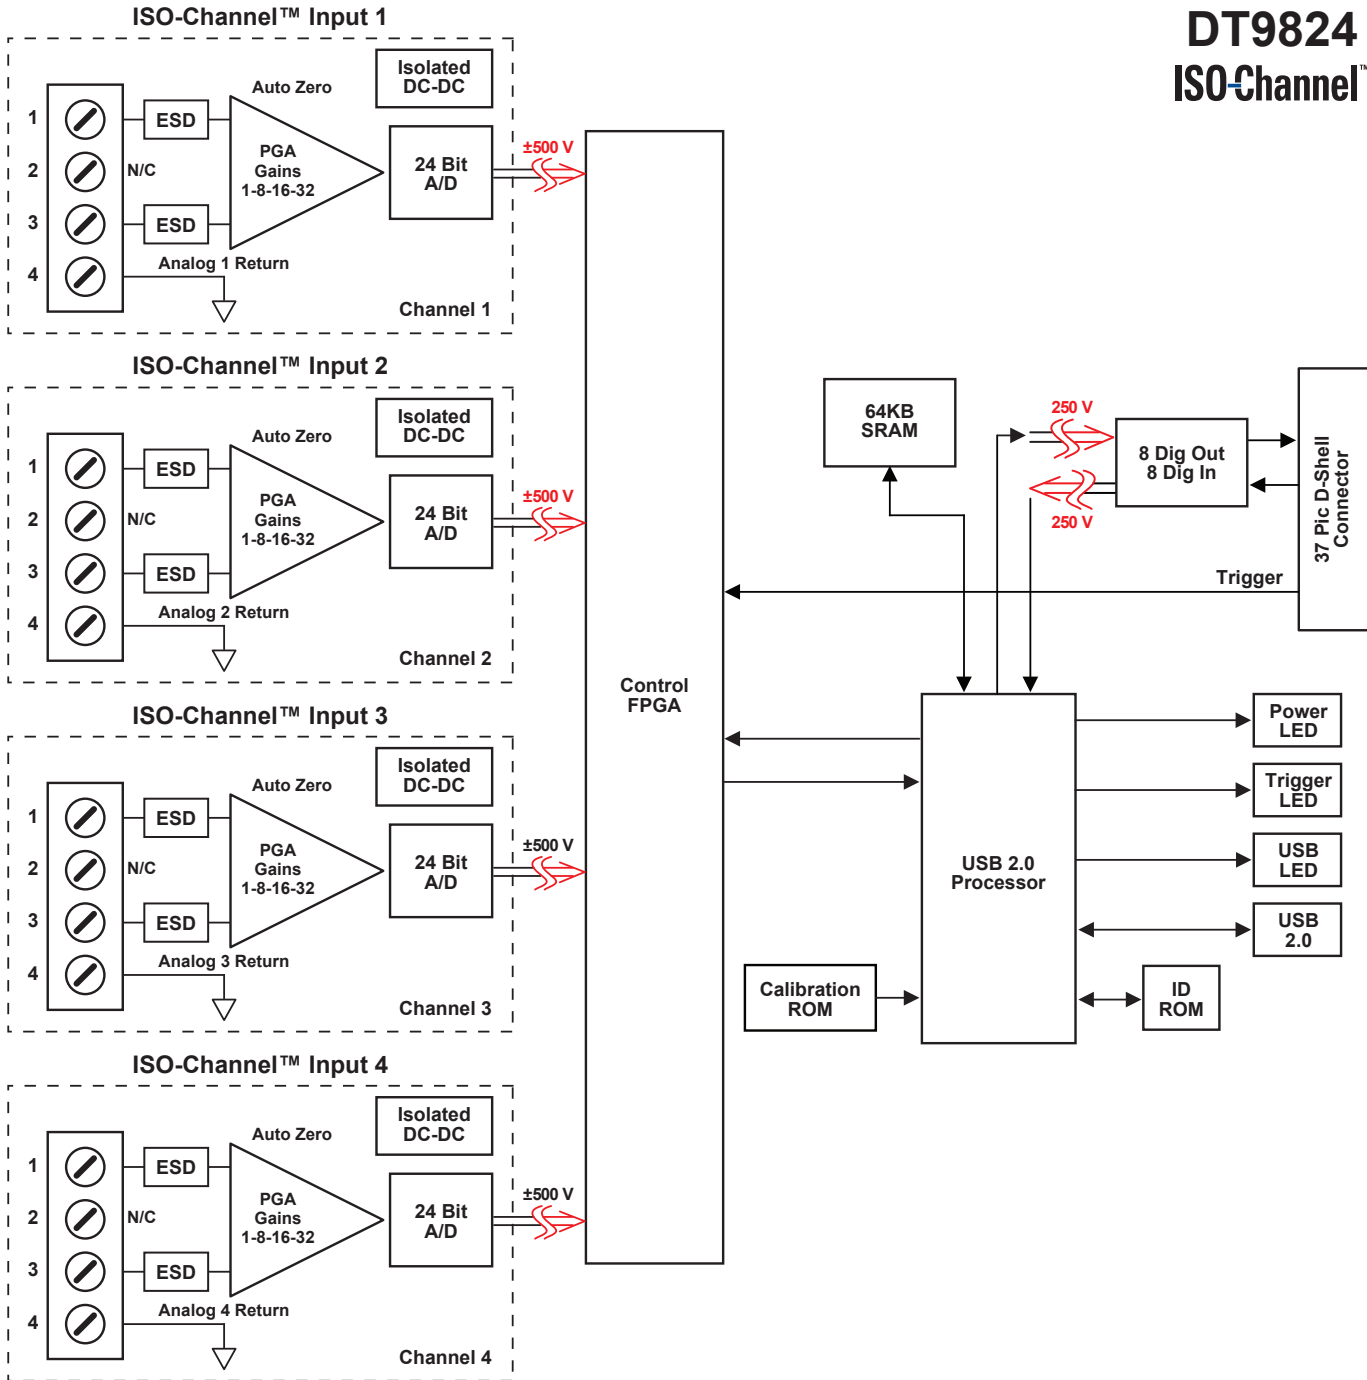 DT9824
ISO-Channel™
ISO-Channel™ Input 1
Isolated
DC-DC
Auto Zero
1
ESD
±500 V
PGA
Gains
1-8-16-32
24 Bit
A/D
2
N/C
3
ESD
Analog 1 Return
4
Channel 1
ISO-Channel™ Input 2
Isolated
DC-DC
Auto Zero
1
ESD
±500 V
PGA
Gains
1-8-16-32
24 Bit
A/D
2
N/C
3
ESD
Analog 2 Return
4
Channel 2
ISO-Channel™ Input 3
Isolated
DC-DC
Auto Zero
1
ESD
±500 V
PGA
Gains
1-8-16-32
24 Bit
A/D
2
N/C
3
ESD
Analog 3 Return
4
Channel 3
ISO-Channel™ Input 4
Isolated
DC-DC
Auto Zero
1
ESD
±500 V
PGA
Gains
1-8-16-32
24 Bit
A/D
2
N/C
3
ESD
Analog 4 Return
4
Channel 4
Control
FPGA
64KB
SRAM
250 V
8 Dig Out
8 Dig In
250 V
37 Pic D-Shell
Connector
Trigger
USB 2.0
Processor
Power
LED
Trigger
LED
USB
LED
USB
2.0
Calibration
ROM
ID
ROM